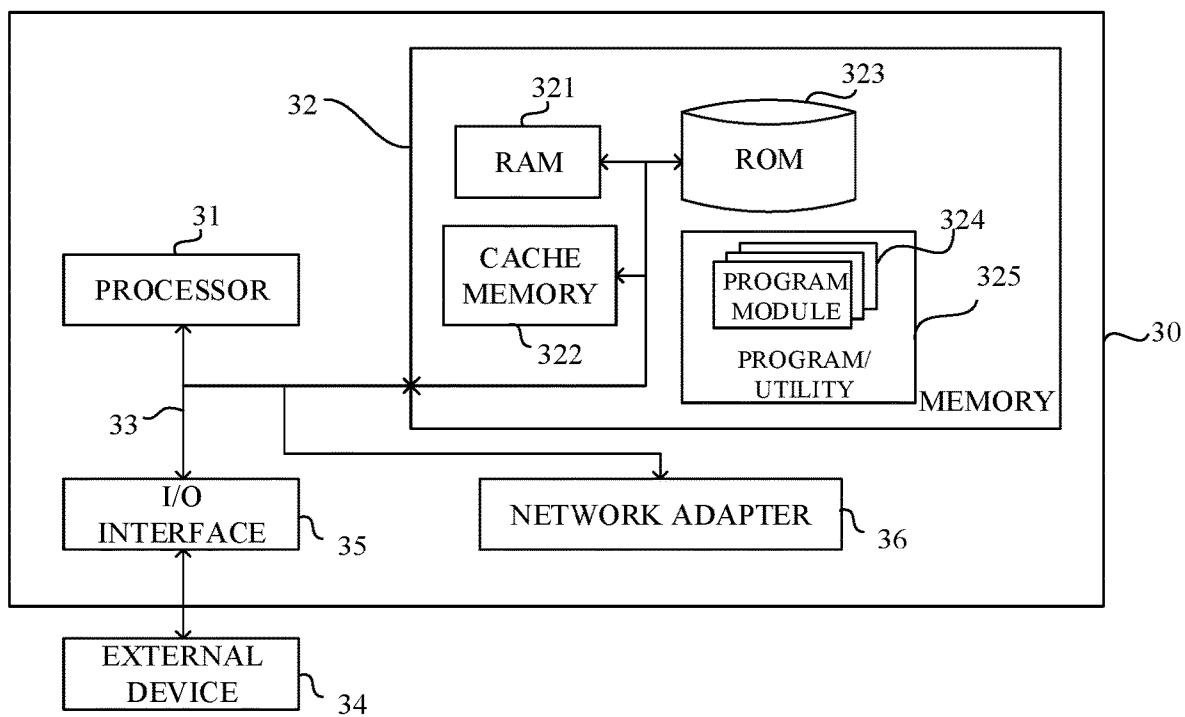 321
323
32
RAM
ROM
31
324
PROCESSOR
CACHE
MEMORY
PROGRAM
MODULE
325
322
30
PROGRAM/
UTILITY
MEMORY
33
I/O
INTERFACE
35
NETWORK ADAPTER
36
EXTERNAL
DEVICE
34